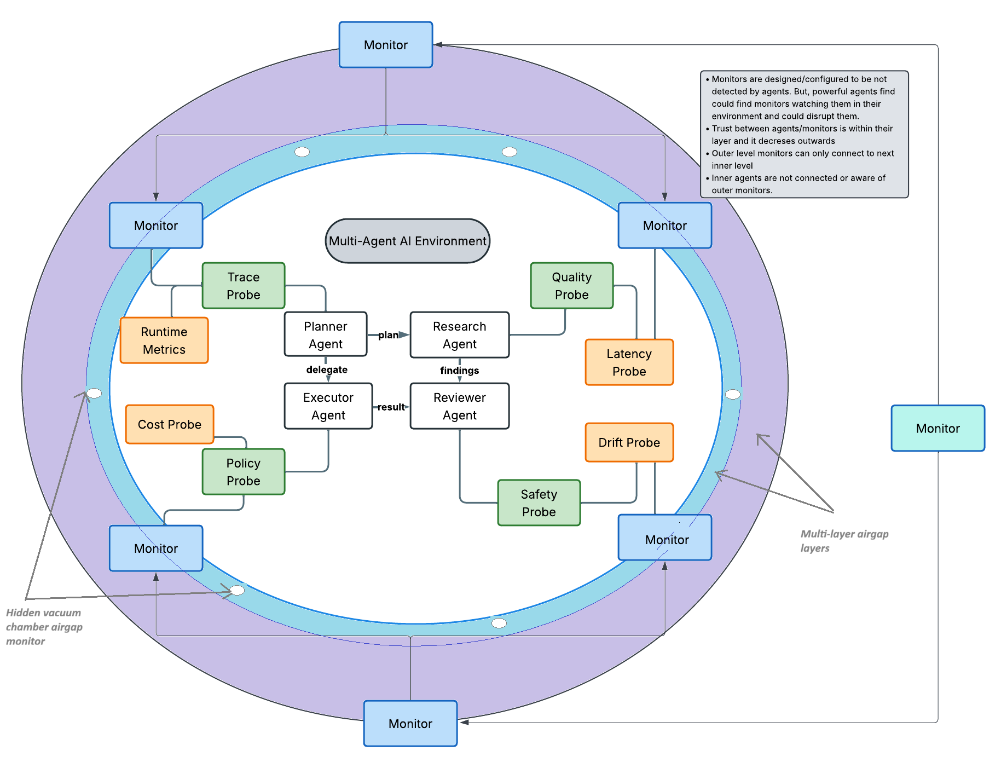 Monitor
• Monitors are designed/configured to be not
detected by agents. But, powerful agents find
could find monitors watching them in their
environment and could disrupt them.
• Trust between agents/monitors is within their
layer and it decreses outwards
• Outer level monitors can only connect to next
inner level
• Inner agents are not connected or aware of
outer monitors.
Monitor
Monitor
Multi-Agent AI Environment
Trace
Probe
Quality
Probe
Runtime
Metrics
Planner
Agent
plan
Research
Agent
Latency
Probe
delegate
findings
Executor
Agent
result
Reviewer
Agent
Cost Probe
Drift Probe
Monitor
Policy
Probe
Safety
Probe
Monitor
Monitor
Multi-layer airgap
layers
Hidden vacuum
chamber airgap
monitor
Monitor